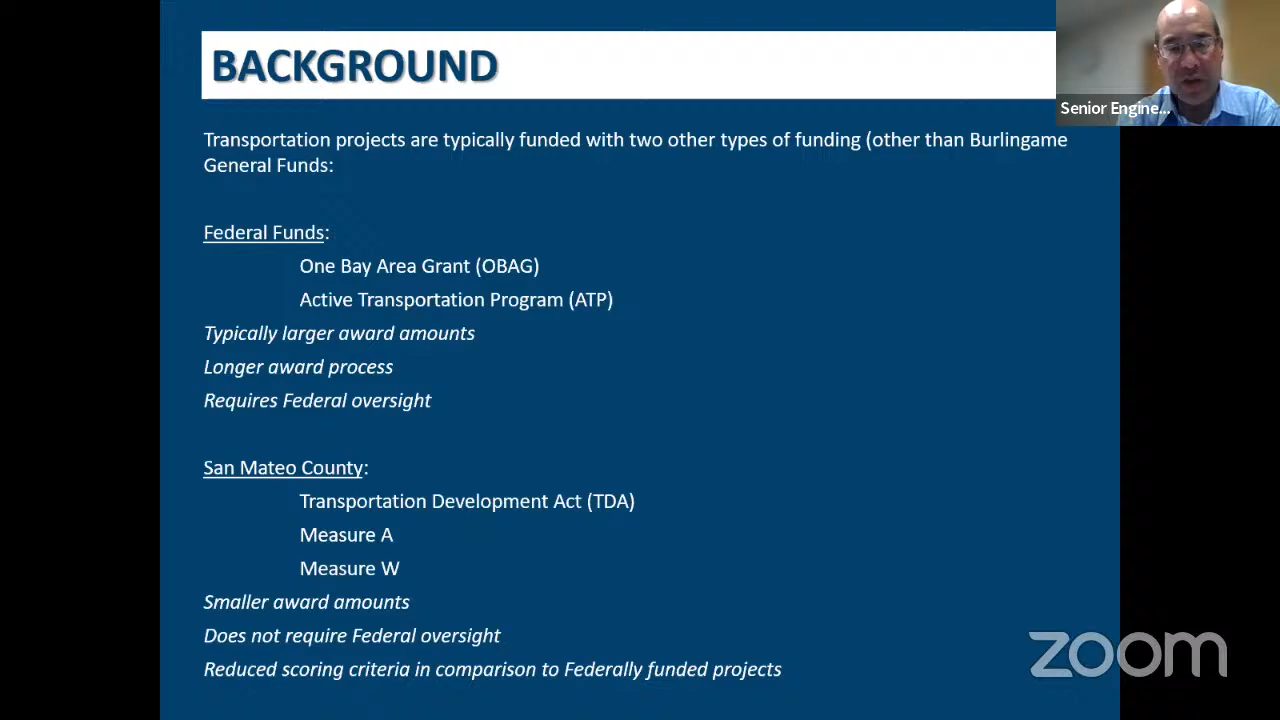 BACKGROUND
Senior Engine...
Transportation projects are typically funded with two other types of funding (other than Burlingame
General Funds:
Federal Funds:
One Bay Area Grant (OBAG)
Active Transportation Program (ATP)
Typically larger award amounts
Longer award process
Requires Federal oversight
San Mateo County:
Transportation Development Act (TDA)
Measure A
Measure W
Smaller award amounts
Does not require Federal oversight
Reduced scoring criteria in comparison to Federally funded projects
zoom